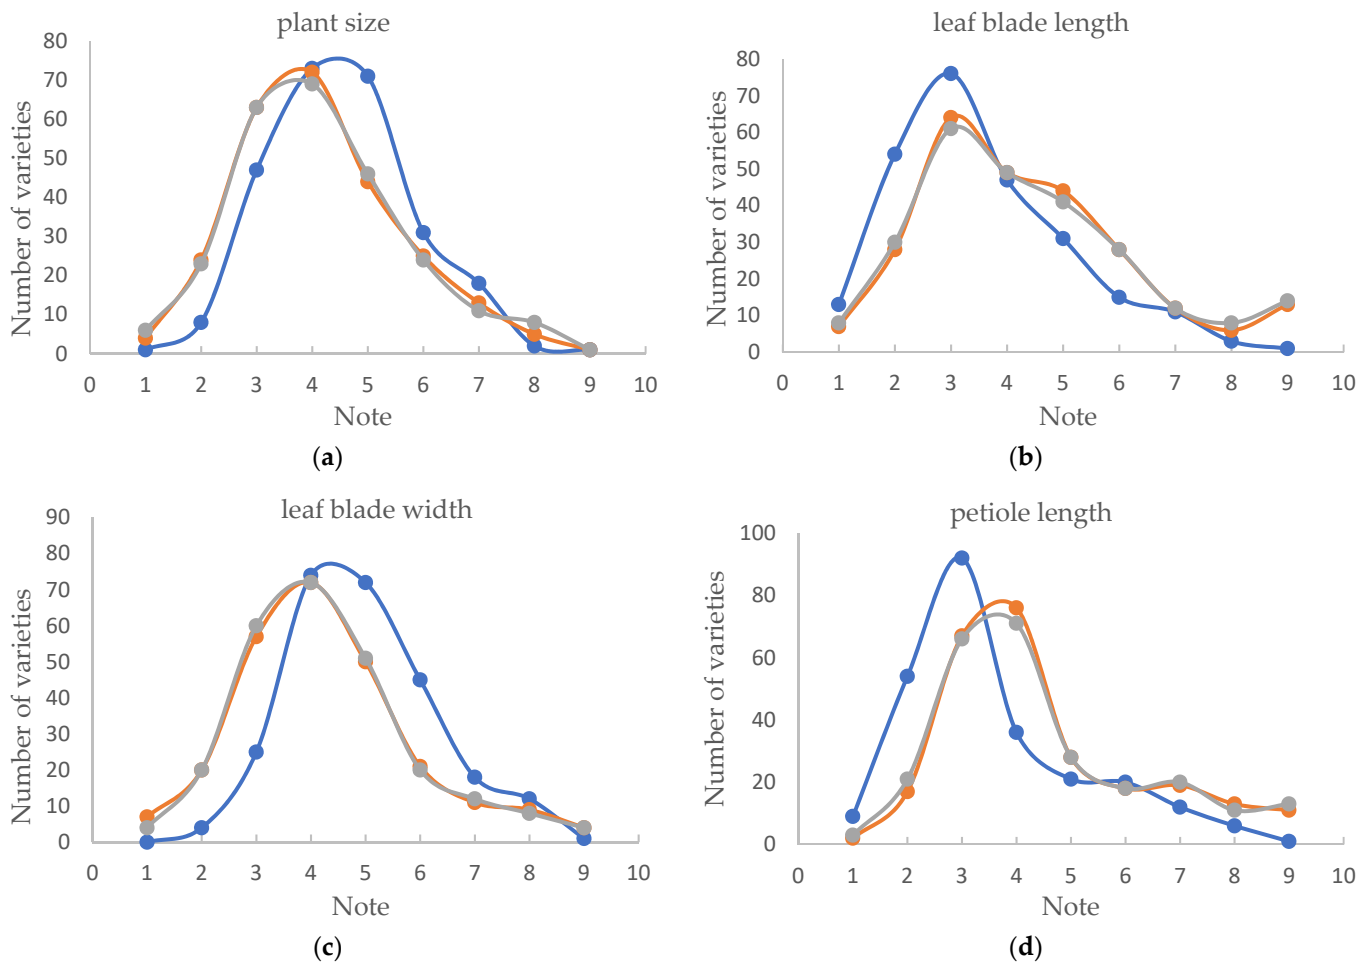 plant size
80
70
60
50
40
30
20
10
0
Number of varieties
0 1 2 3 4 5 6 7 8 9 10
Note
(a)
leaf blade length
80
70
60
50
40
30
20
10
0
Number of varieties
0 1 2 3 4 5 6 7 8 9 10
Note
(b)
leaf blade width
90
80
70
60
50
40
30
20
10
0
Number of varieties
0 1 2 3 4 5 6 7 8 9 10
Note
(c)
petiole length
100
80
60
40
20
0
Number of varieties
0 1 2 3 4 5 6 7 8 9 10
Note
(d)